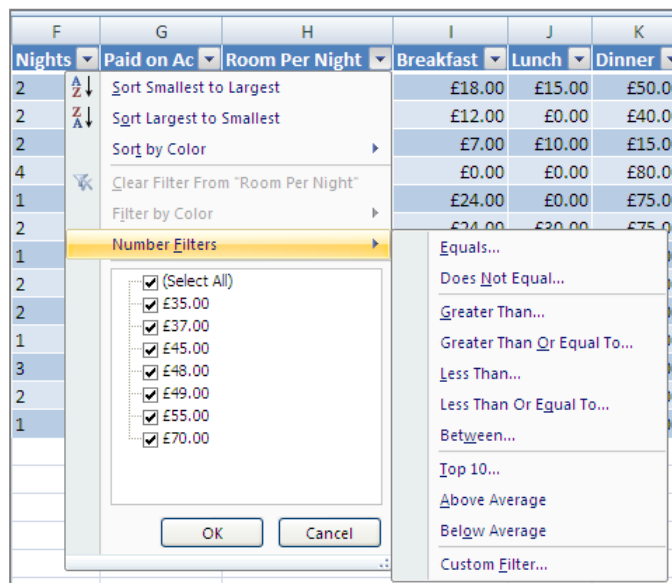 F G H I J K
Nights Paid on Ac Room Per Night Breakfast Lunch Dinner
2 £18.00 £15.00 £50.0
2 £12.00 £0.00 £40.0
2 £7.00 £10.00 £15.0
4 £0.00 £0.00 £80.0
1 £24.00 £0.00 £75.0
2 £24.00 £30.00 £75.0
1
2
2
1
3
2
1
Sort Smallest to Largest
Sort Largest to Smallest
Sort by Color
Clear Filter From "Room Per Night"
Filter by Color
Number Filters
(Select All)
£35.00
£37.00
£45.00
£48.00
£49.00
£55.00
£70.00
OK Cancel
Equals...
Does Not Equal...
Greater Than...
Greater Than Or Equal To...
Less Than...
Less Than Or Equal To...
Between...
Top 10...
Above Average
Below Average
Custom Filter...